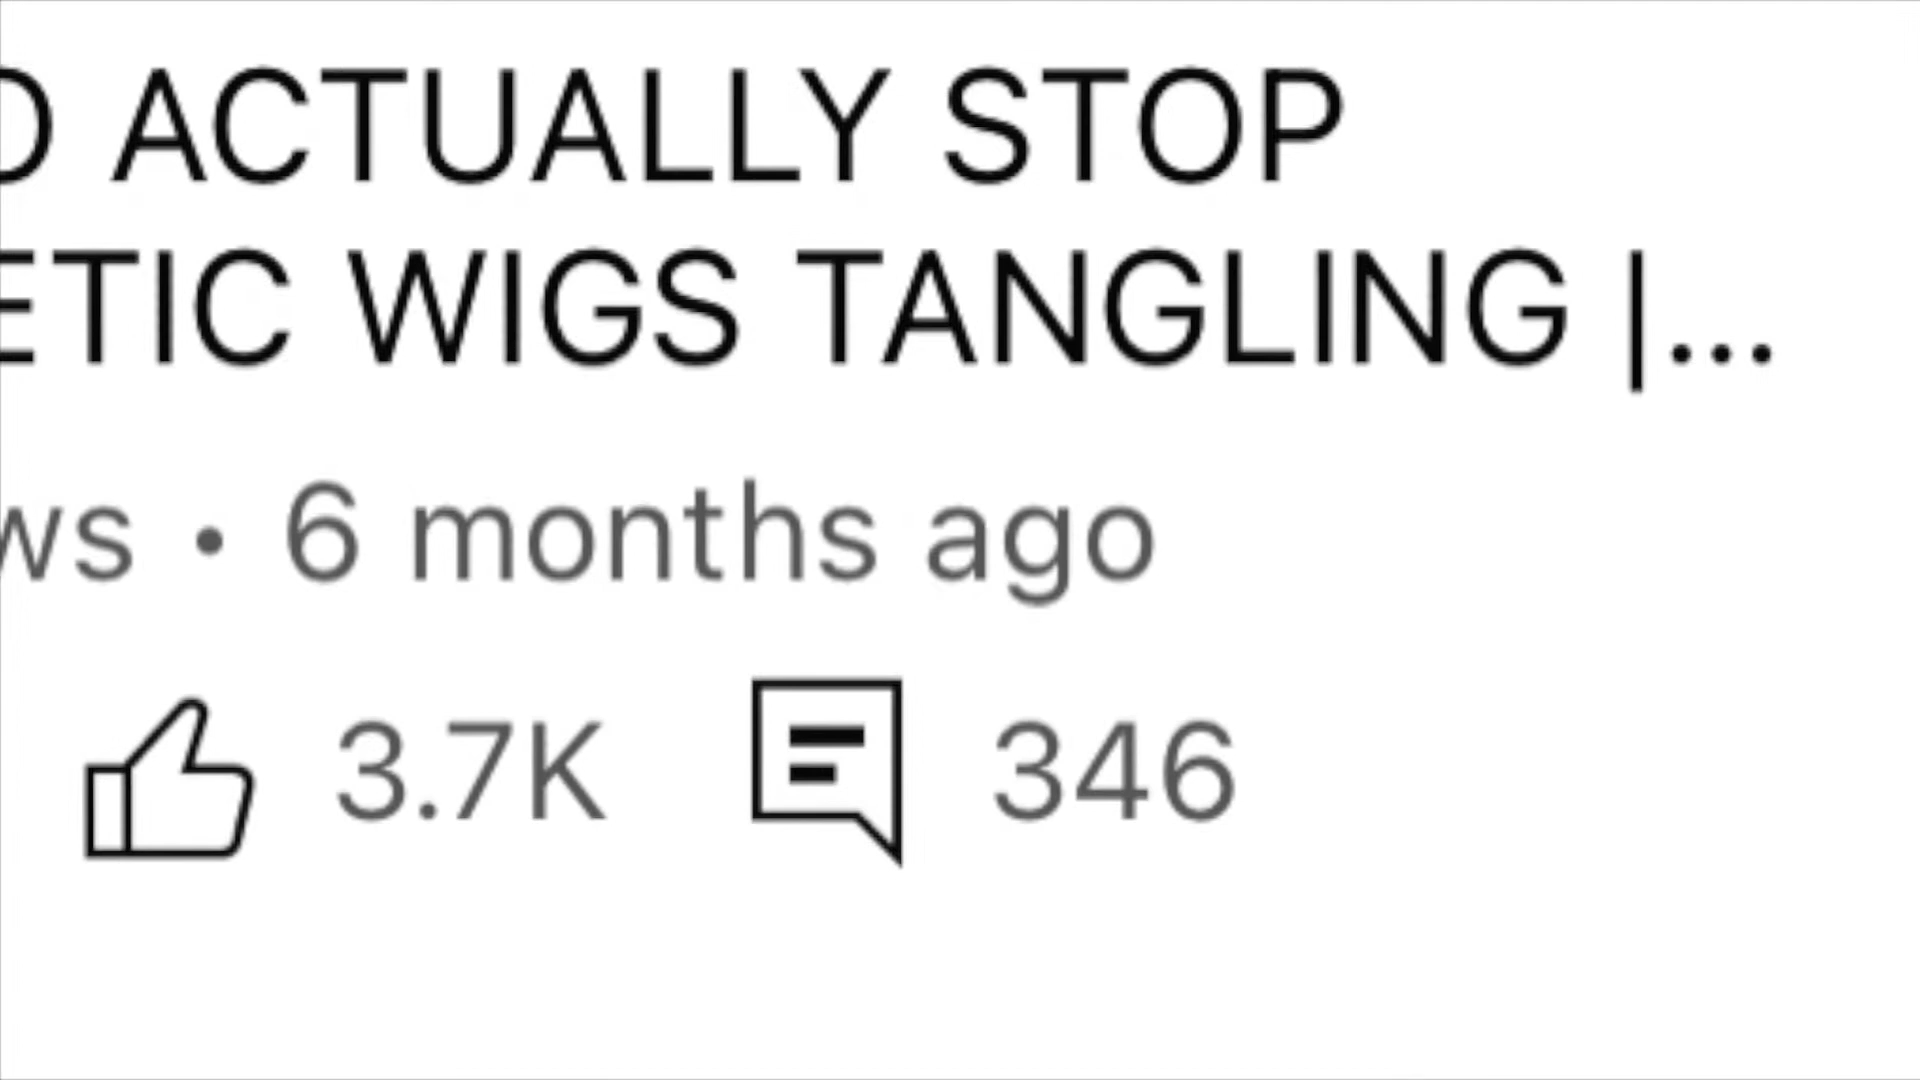 ACTUALLY STOP
ETIC WIGS TANGLING |...
ws • 6 months ago
3.7K 346